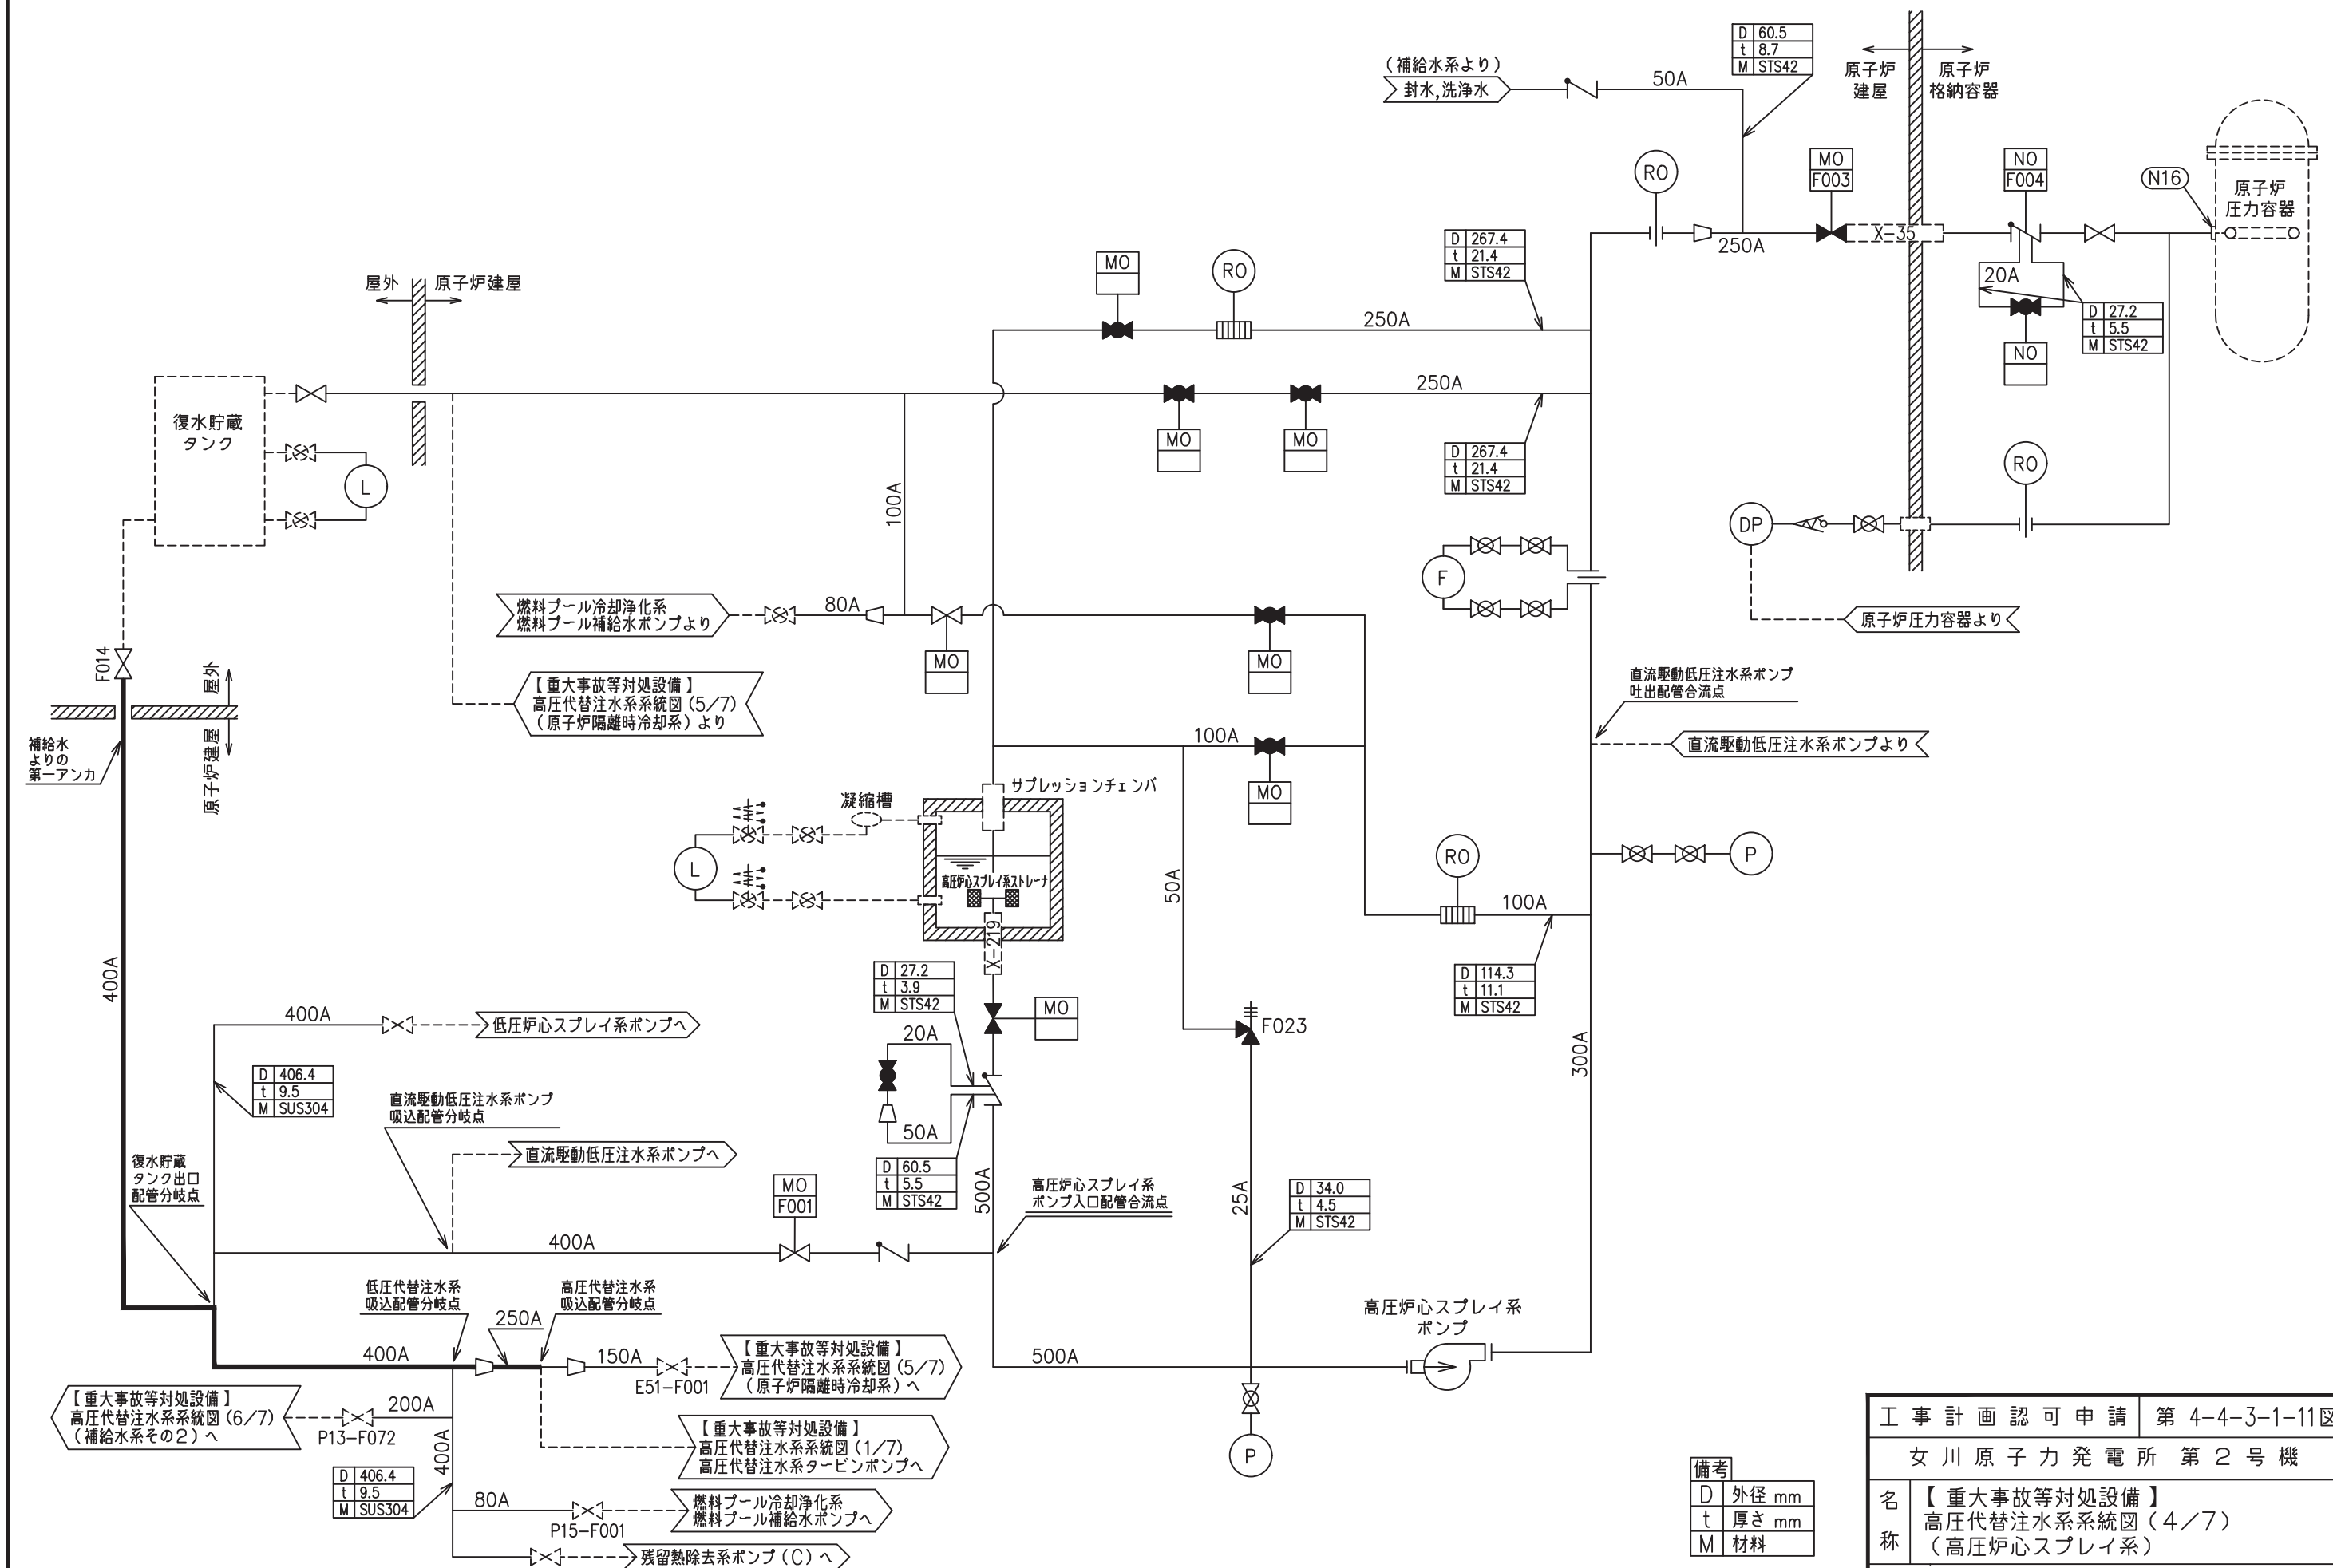 (補給水系より)
封水,洗浄水
50A
D 60.5
t 8.7
M STS42
原子炉
建屋
原子炉
格納容器
RO
MO
F003
NO
F004
N16
原子炉
圧力容器
250A
X-35
20A
D 27.2
t 5.5
M STS42
NO
D 267.4
t 21.4
M STS42
MO
RO
250A
屋外
原子炉建屋
復水貯蔵
タンク
L
250A
MO
MO
D 267.4
t 21.4
M STS42
100A
RO
DP
F
原子炉圧力容器より
燃料プール冷却浄化系
燃料プール補給水ポンプより
80A
MO
MO
F014
屋外
原子炉建屋
補給水
よりの
第一アンカ
【重大事故等対処設備】
高圧代替注水系系統図(5/7)
(原子炉隔離時冷却系)より
直流駆動低圧注水系ポンプ
吐出配管合流点
直流駆動低圧注水系ポンプより
100A
MO
サプレッションチェンバ
凝縮槽
L
高圧炉心スプレイ系ストレーナ
X-219
50A
RO
P
100A
D 114.3
t 11.1
M STS42
400A
400A
低圧炉心スプレイ系ポンプへ
D 406.4
t 9.5
M SUS304
D 27.2
t 3.9
M STS42
MO
20A
50A
D 60.5
t 5.5
M STS42
F023
300A
直流駆動低圧注水系ポンプ
吸込配管分岐点
直流駆動低圧注水系ポンプへ
復水貯蔵
タンク出口
配管分岐点
MO
F001
500A
高圧炉心スプレイ系
ポンプ入口配管合流点
25A
D 34.0
t 4.5
M STS42
400A
低圧代替注水系
吸込配管分岐点
高圧代替注水系
吸込配管分岐点
250A
400A
150A
E51-F001
【重大事故等対処設備】
高圧代替注水系系統図(5/7)
(原子炉隔離時冷却系)へ
500A
高圧炉心スプレイ系
ポンプ
【重大事故等対処設備】
高圧代替注水系系統図(6/7)
(補給水系その2)へ
200A
P13-F072
【重大事故等対処設備】
高圧代替注水系系統図(1/7)
高圧代替注水系タービンポンプへ
P
400A
D 406.4
t 9.5
M SUS304
80A
P15-F001
燃料プール冷却浄化系
燃料プール補給水ポンプへ
残留熱除去系ポンプ(C)へ
備考
D 外径 mm
t 厚さ mm
M 材料
工事計画認可申請 第 4-4-3-1-11図
女川原子力発電所 第2号機
名称
【重大事故等対処設備】
高圧代替注水系系統図(4/7)
(高圧炉心スプレイ系)